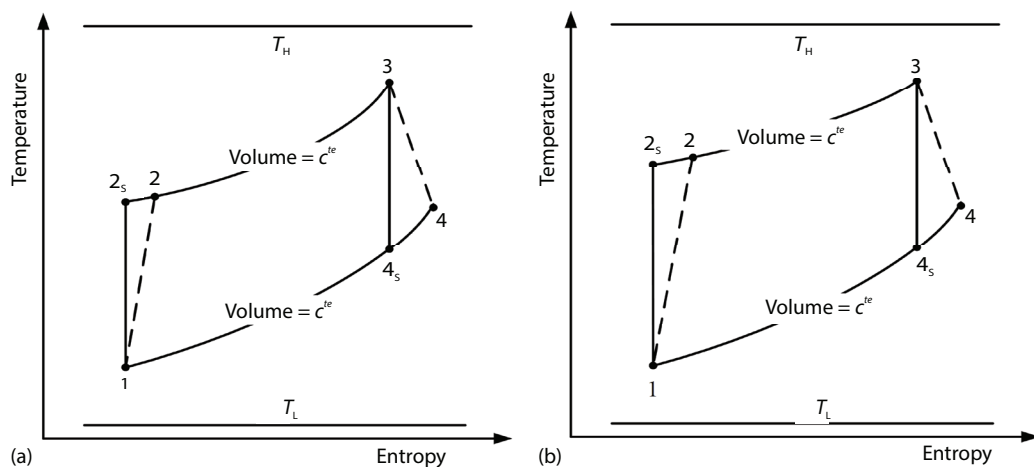 T_H
3
Volume = c^te
2_s
2
4
4_s
Volume = c^te
1
T_L
Temperature
Entropy
(a)
T_H
3
Volume = c^te
2_s
2
4
4_s
Volume = c^te
1
T_L
Temperature
Entropy
(b)